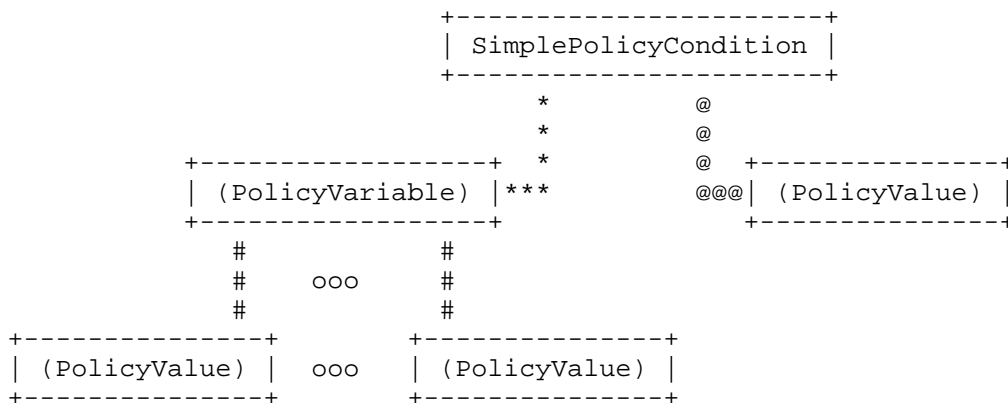 +-----------------------+
                           | SimplePolicyCondition |
                           +-----------------------+
                                 *         @
                                 *         @
           +------------------+  *         @  +---------------+
           | (PolicyVariable) |***         @@@| (PolicyValue) |
           +------------------+               +---------------+
              #            #
              #    ooo     #
              #            #
+---------------+        +---------------+
| (PolicyValue) |  ooo   | (PolicyValue) |
+---------------+        +---------------+